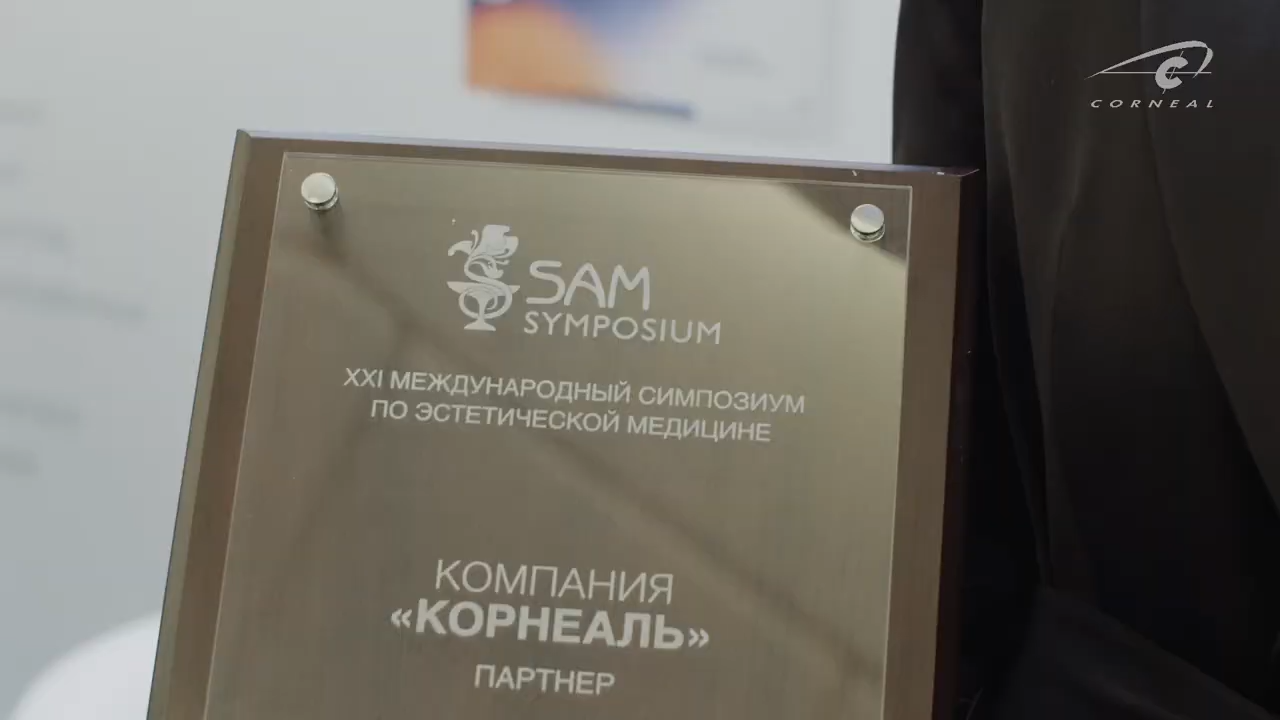 CORNEAL
SAM
SYMPOSIUM
XXI МЕЖДУНАРОДНЫЙ СИМПОЗИУМ
ПО ЭСТЕТИЧЕСКОЙ МЕДИЦИНЕ
КОМПАНИЯ
«КОРНЕАЛЬ»
ПАРТНЕР